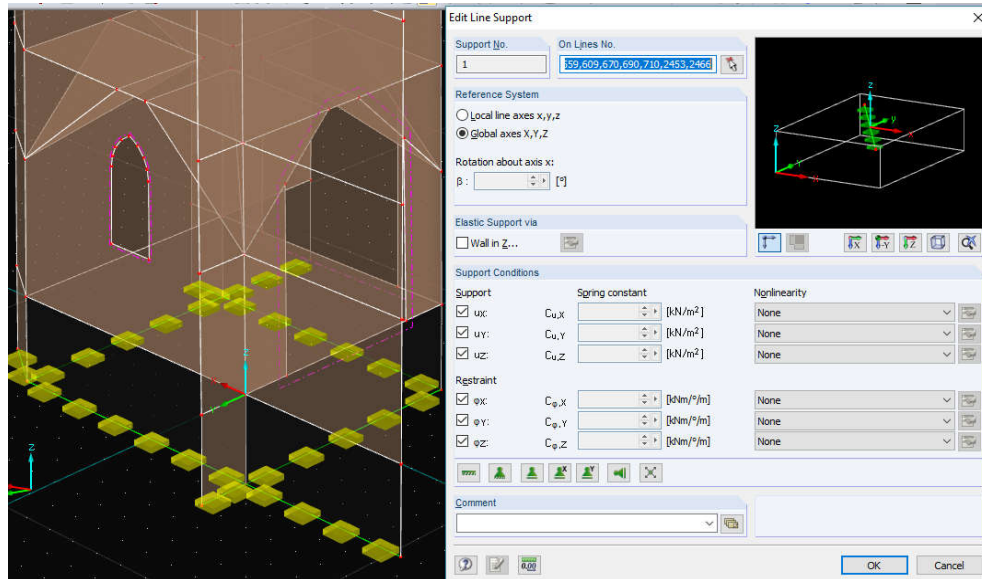 Edit Line Support
Support No.
On Lines No.
1
559,609,670,690,710,2453,2466
Reference System
Local line axes x,y,z
Global axes X,Y,Z
Rotation about axis x:
β : [°]
Elastic Support via
Wall in Z...
Support Conditions
Support Spring constant Nonlinearity
uX: Cu,X [kN/m²] None
uY: Cu,Y [kN/m²] None
uZ: Cu,Z [kN/m²] None
Restraint
φX: Cφ,X [kNm/°/m] None
φY: Cφ,Y [kNm/°/m] None
φZ: Cφ,Z [kNm/°/m] None
X Y
Comment
0,00
OK Cancel
z
y
x
Z
Y
X
X -Y Z
Z
Z